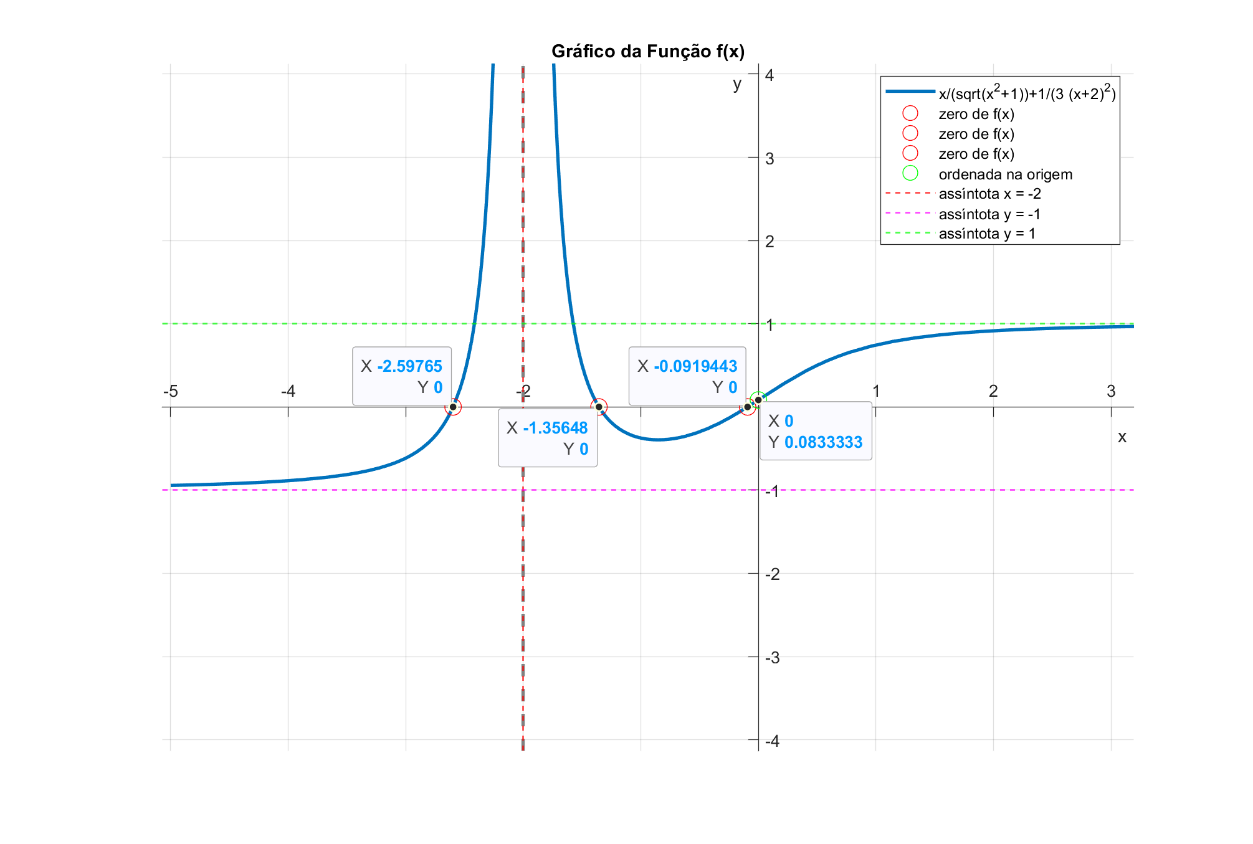 Gráfico da Função f(x)
y
4
x/(sqrt(x²+1))+1/(3 (x+2)²)
zero de f(x)
zero de f(x)
zero de f(x)
ordenada na origem
assíntota x = -2
assíntota y = -1
assíntota y = 1
3
2
1
X -2.59765
Y 0
X -0.0919443
Y 0
-5
-4
-2
1
2
3
X -1.35648
Y 0
X 0
Y 0.0833333
x
-1
-2
-3
-4